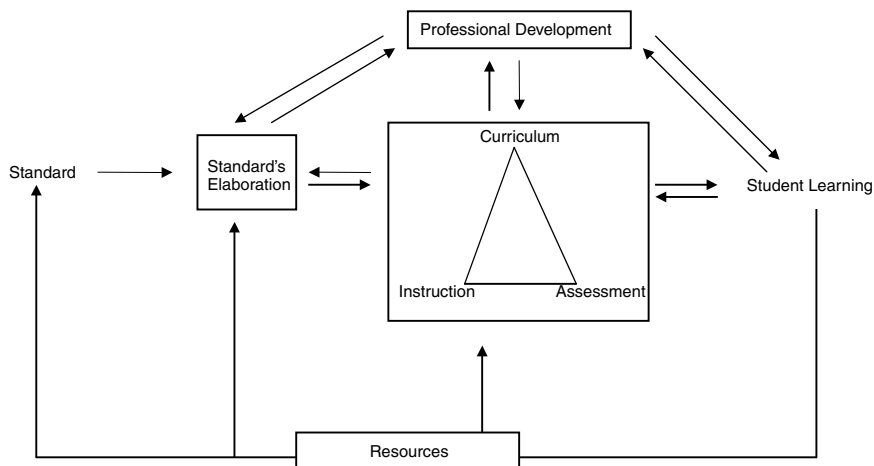 Professional Development
Curriculum
Standard
Standard’s
Elaboration
Student Learning
Instruction
Assessment
Resources